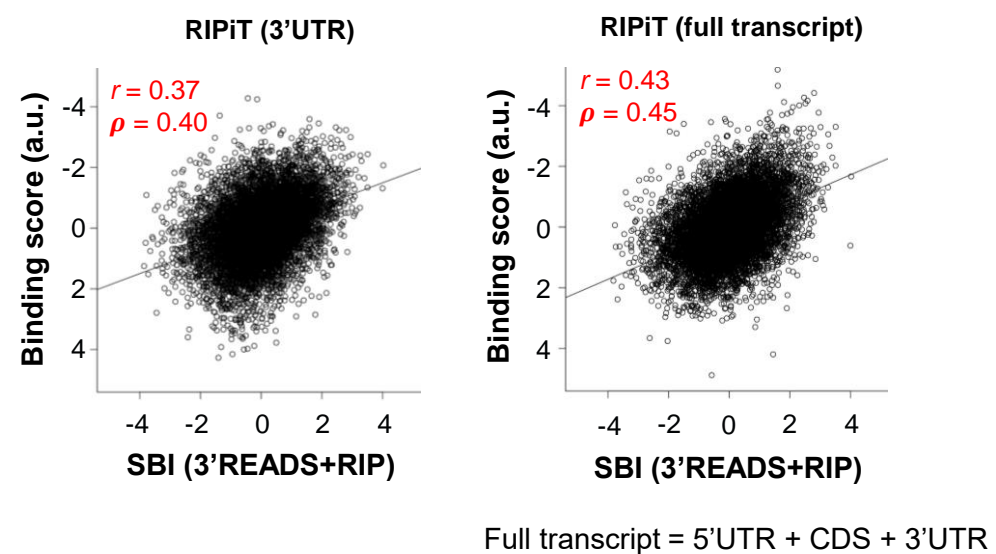 RIPiT (3’UTR)
r = 0.37
ρ = 0.40
Binding score (a.u.)
-4
-2
0
2
4
-4 -2 0 2 4
SBI (3’READS+RIP)
RIPiT (full transcript)
r = 0.43
ρ = 0.45
Binding score (a.u.)
-4
-2
0
2
4
-4 -2 0 2 4
SBI (3’READS+RIP)
Full transcript = 5’UTR + CDS + 3’UTR